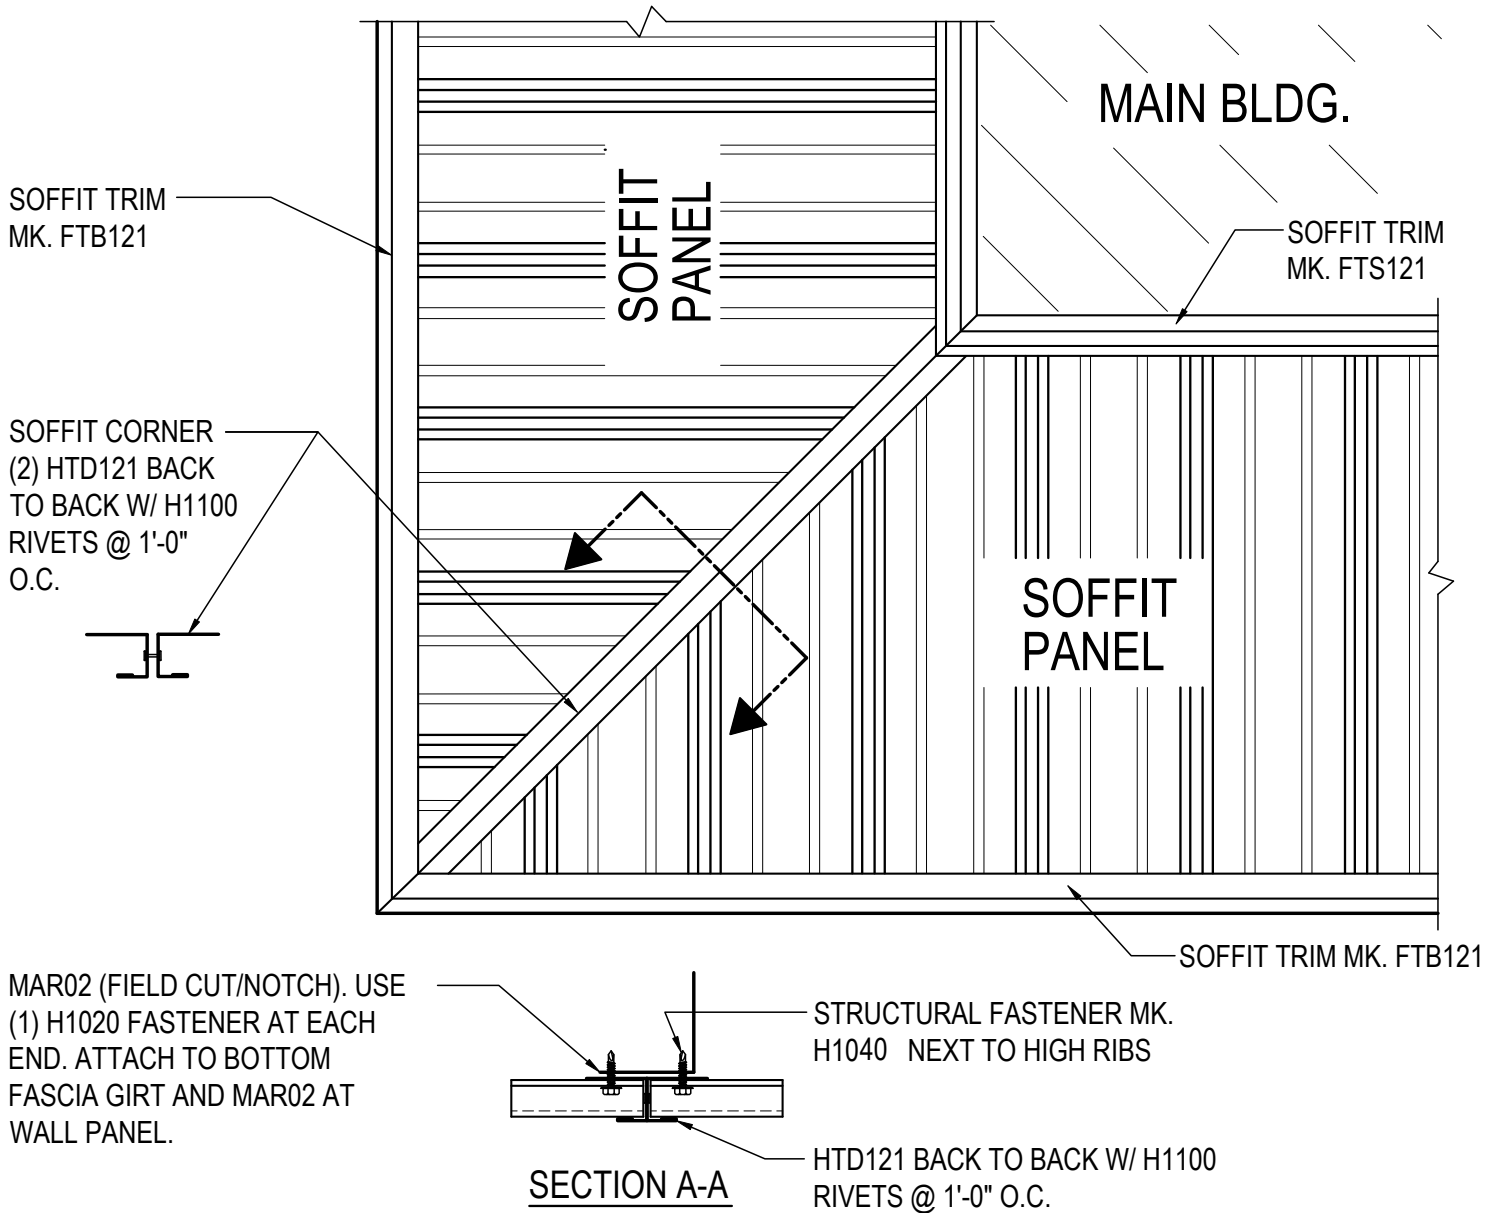 MAIN BLDG.
SOFFIT TRIM
MK. FTB121
SOFFIT
PANEL
SOFFIT TRIM
MK. FTS121
SOFFIT CORNER
(2) HTD121 BACK
TO BACK W/ H1100
RIVETS @ 1'-0"
O.C.
SOFFIT
PANEL
SOFFIT TRIM MK. FTB121
MAR02 (FIELD CUT/NOTCH). USE
(1) H1020 FASTENER AT EACH
END. ATTACH TO BOTTOM
FASCIA GIRT AND MAR02 AT
WALL PANEL.
STRUCTURAL FASTENER MK.
H1040 NEXT TO HIGH RIBS
HTD121 BACK TO BACK W/ H1100
RIVETS @ 1'-0" O.C.
SECTION A-A